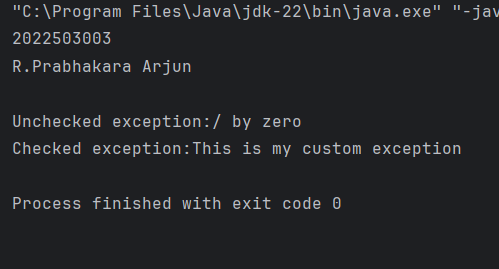 "C:\Program Files\Java\jdk-22\bin\java.exe" "-jav
2022503003
R.Prabhakara Arjun
Unchecked exception:/ by zero
Checked exception:This is my custom exception
Process finished with exit code 0